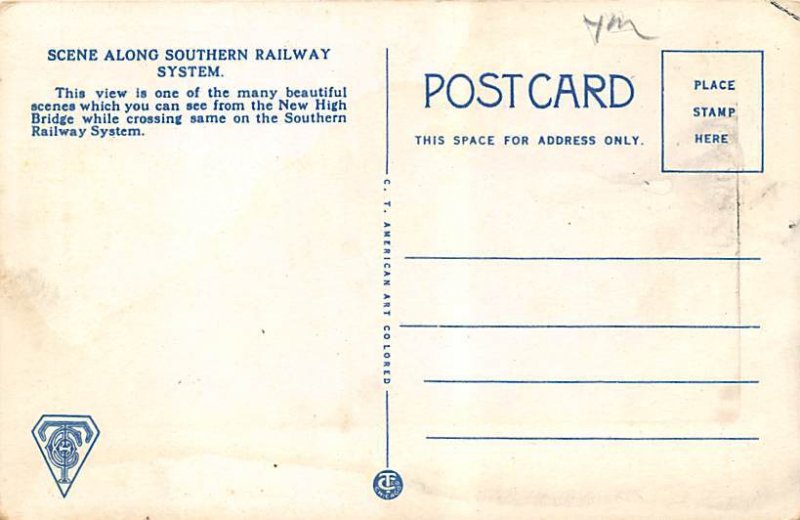 SCENE ALONG SOUTHERN RAILWAY
SYSTEM.
This view is one of the many beautiful
scenes which you can see from the New High
Bridge while crossing same on the Southern
Railway System.
POST CARD
THIS SPACE FOR ADDRESS ONLY.
PLACE
STAMP
HERE
C. T. AMERICAN ART COLORED